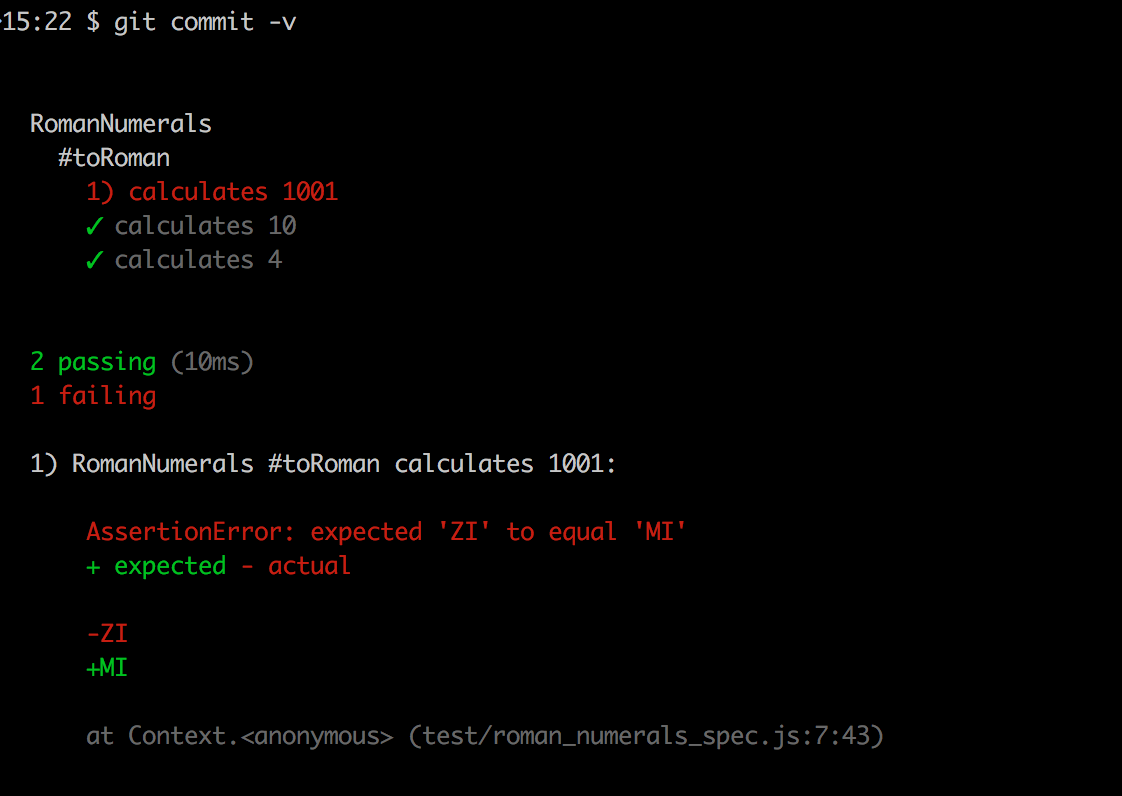 15:22 $ git commit -v
RomanNumerals
#toRoman
1) calculates 1001
✓ calculates 10
✓ calculates 4
2 passing (10ms)
1 failing
1) RomanNumerals #toRoman calculates 1001:
AssertionError: expected 'ZI' to equal 'MI'
+ expected - actual
-ZI
+MI
at Context.<anonymous> (test/roman_numerals_spec.js:7:43)